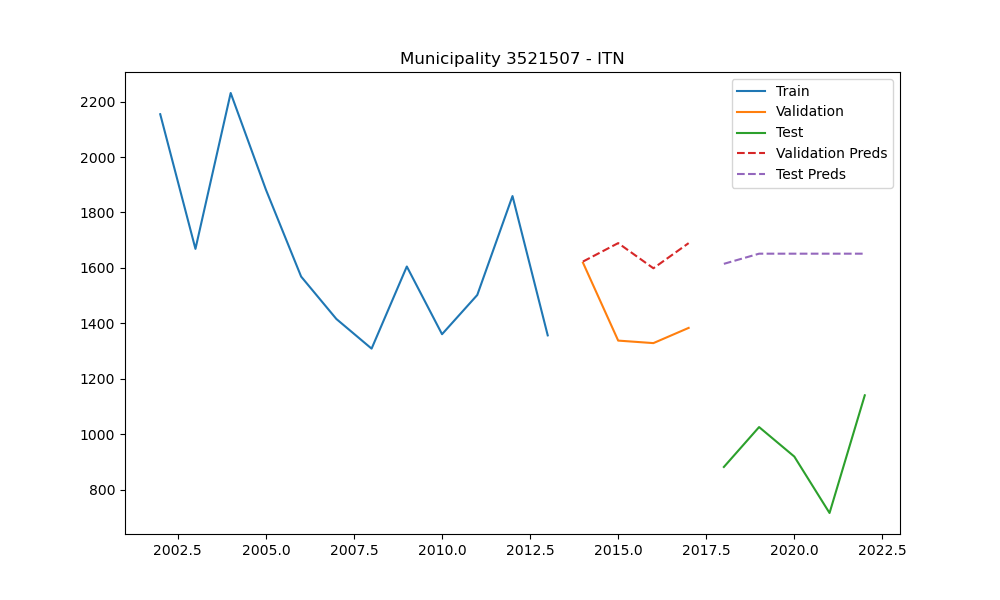 Municipality 3521507 - ITN
Train
Validation
Test
Validation Preds
Test Preds
2200
2000
1800
1600
1400
1200
1000
800
2002.5 2005.0 2007.5 2010.0 2012.5 2015.0 2017.5 2020.0 2022.5